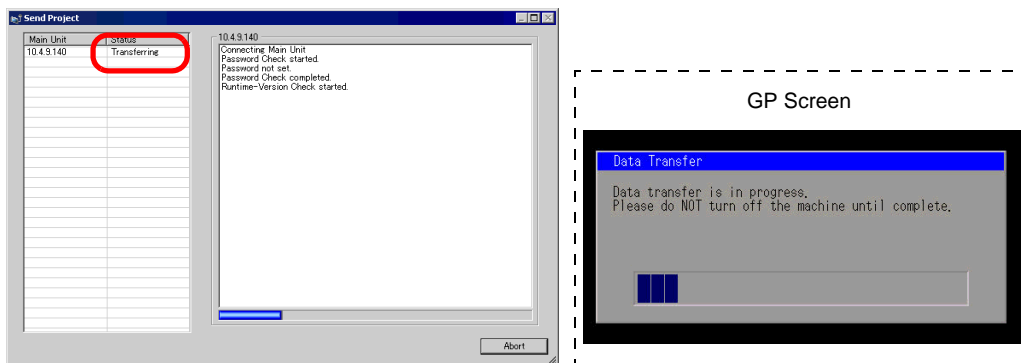 Send Project
Main Unit Status
10.4.9.140 Transferring
10.4.9.140
Connecting Main Unit
Password Check started.
Password not set.
Password Check completed.
Runtime-Version Check started.
Abort
GP Screen
Data Transfer
Data transfer is in progress.
Please do NOT turn off the machine until complete.